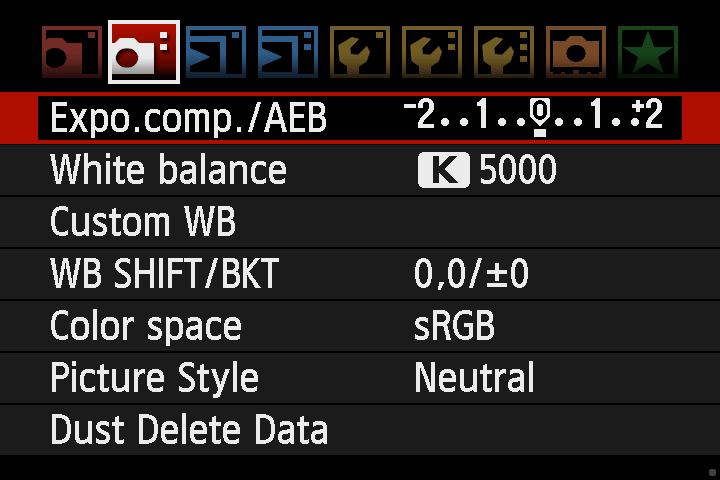 Expo.comp./AEB -2..1..0..1..+2
White balance K 5000
Custom WB
WB SHIFT/BKT 0,0/±0
Color space sRGB
Picture Style Neutral
Dust Delete Data